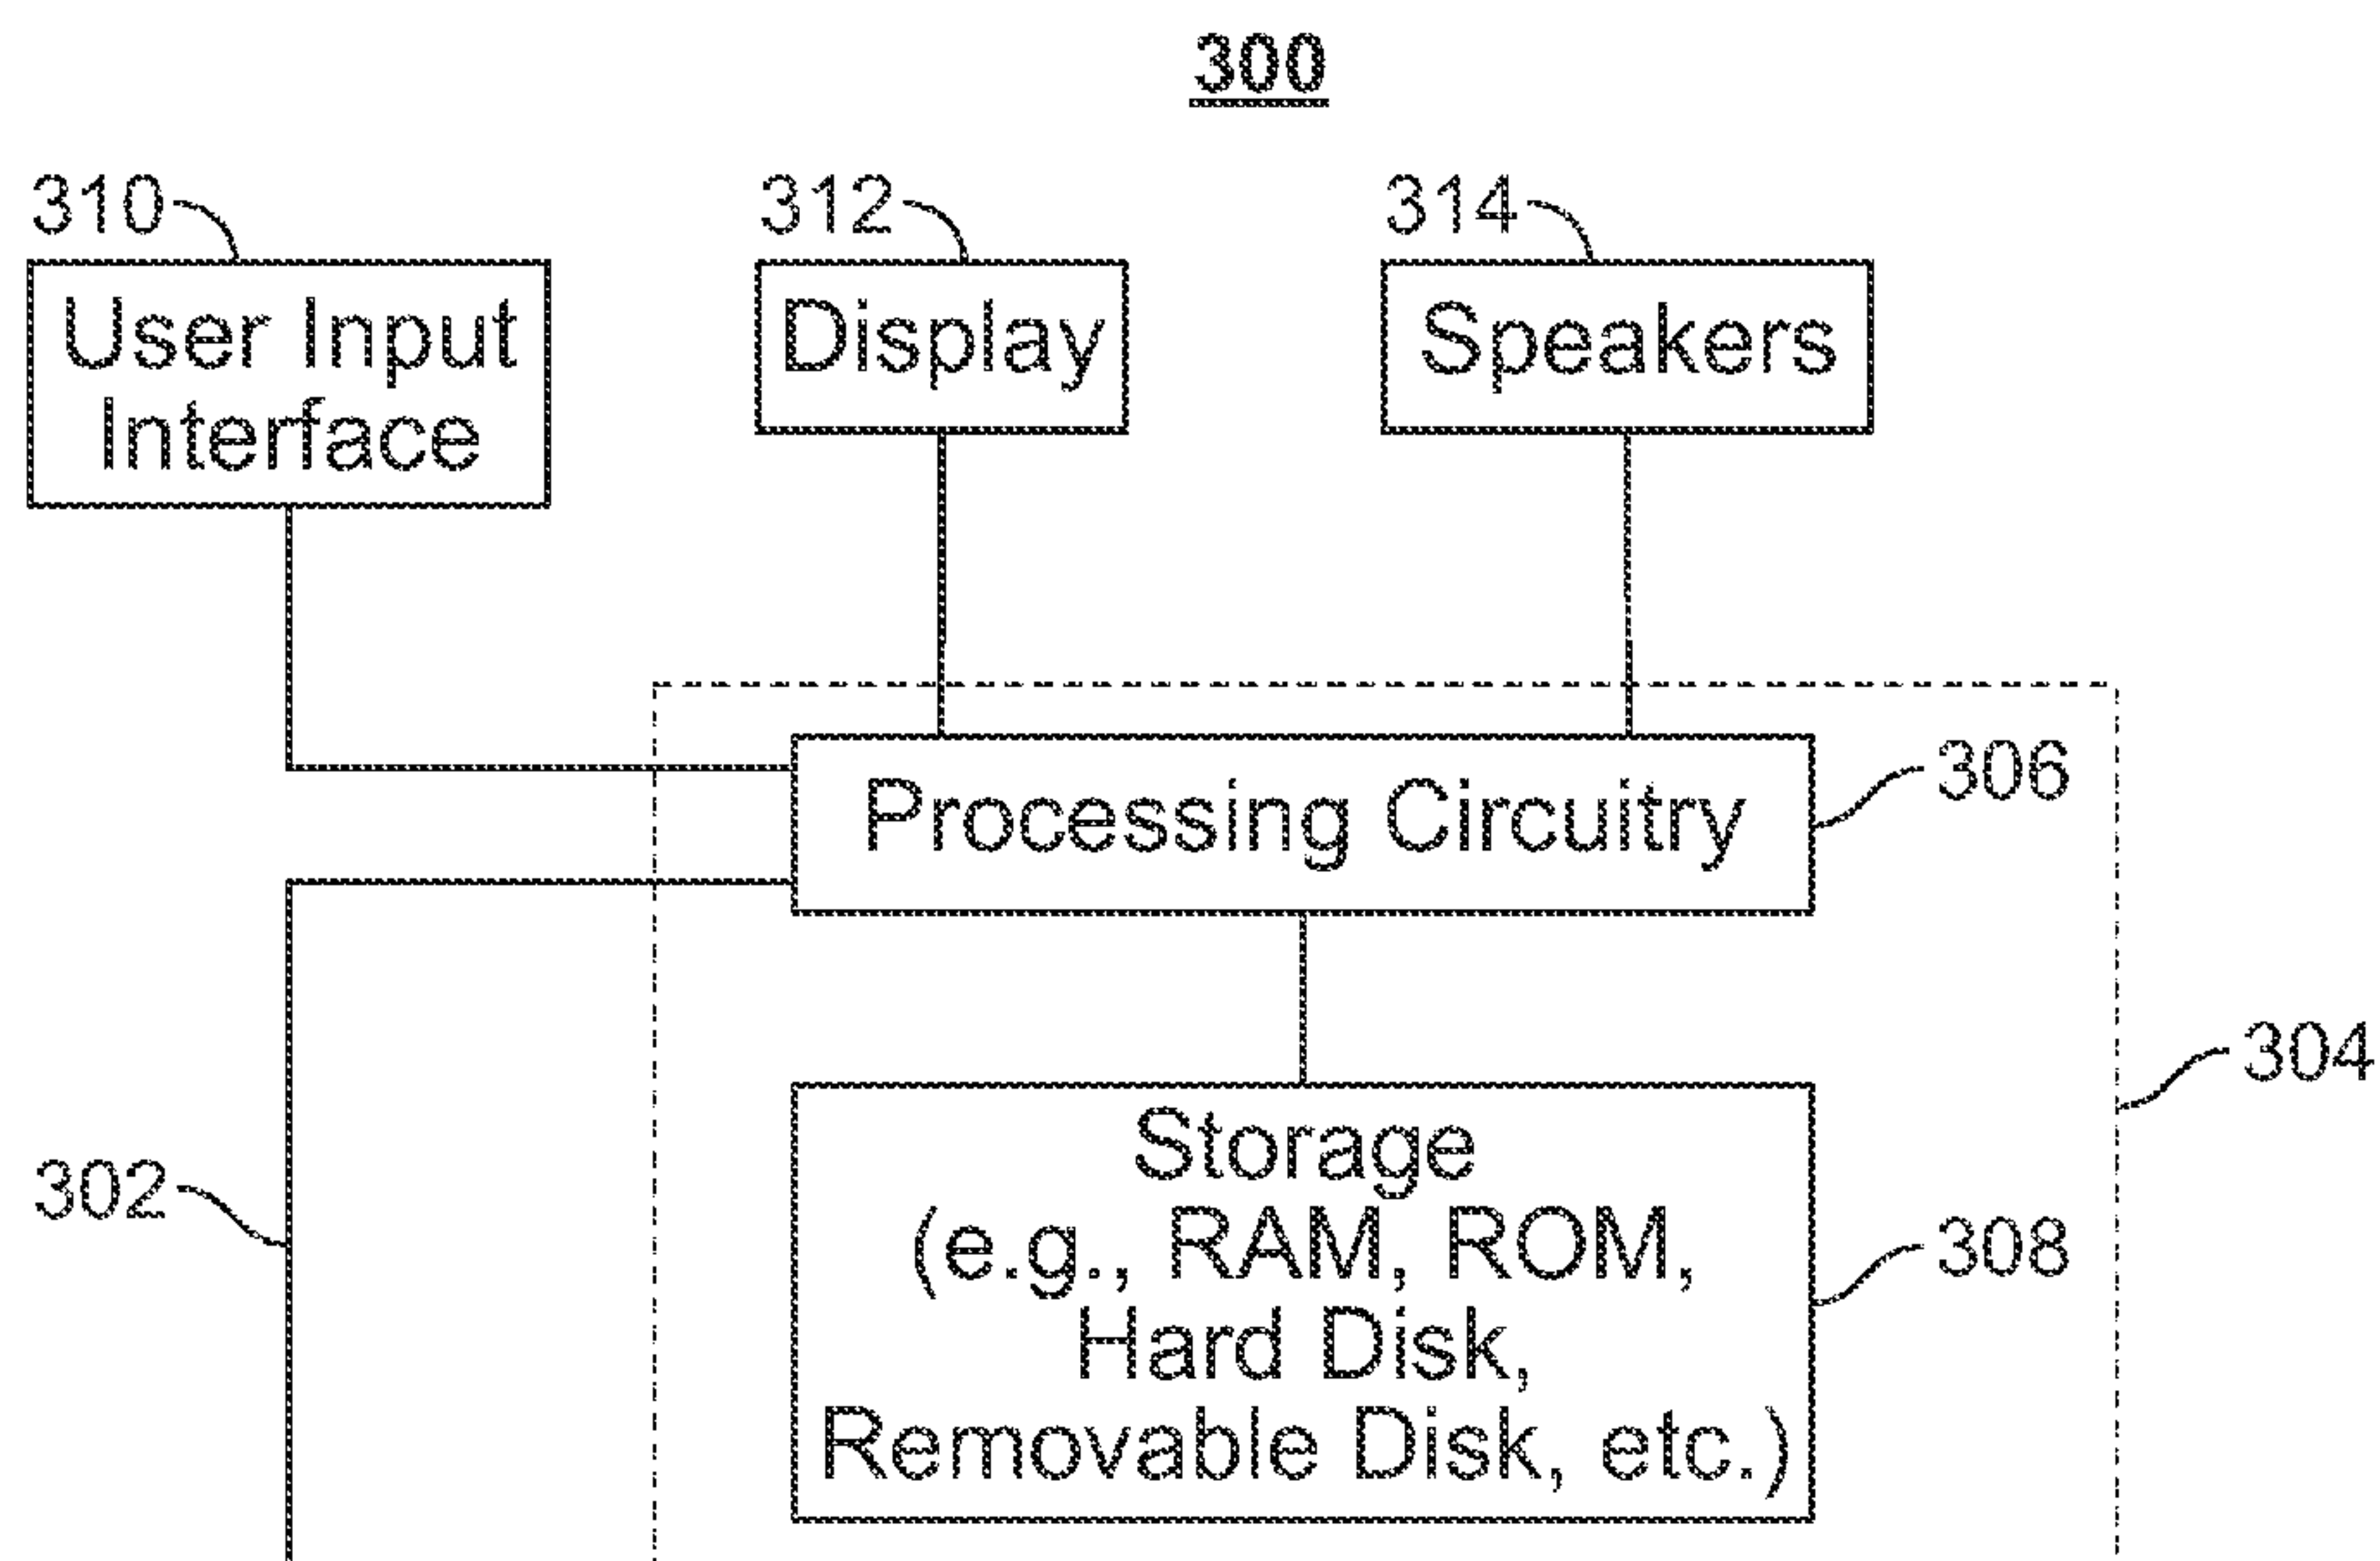 300
310
312
314
User Input
Interface
Display
Speakers
Processing Circuitry
306
304
302
Storage
(e.g., RAM, ROM,
Hard Disk,
Removable Disk, etc.)
308